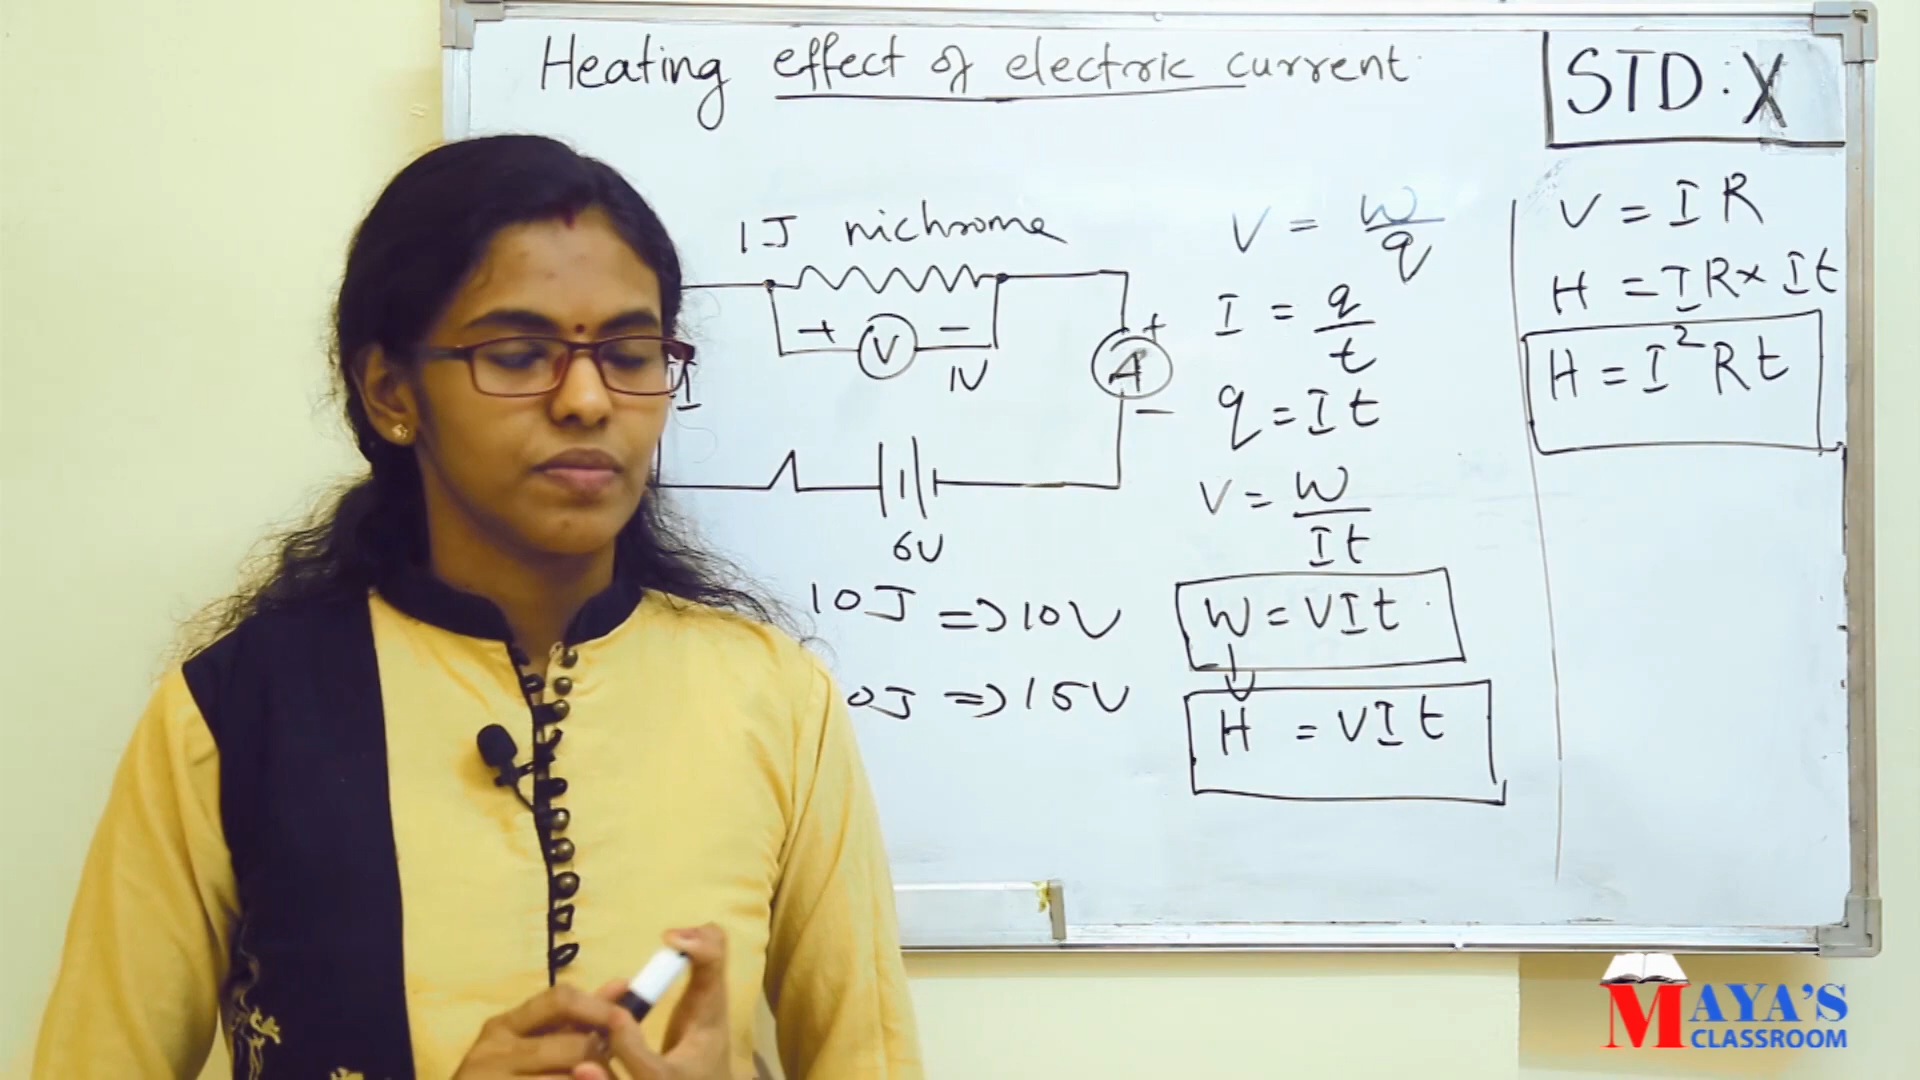 Heating effect of electric current
STD: X
1J nichrome
+ V -
1V
+
A
-
I
6V
10J => 10V
0J => 15V
V = W/q
I = q/t
q = It
V = W/It
W = VIt
H = VIt
V = IR
H = IR x It
H = I²Rt
MAYA'S
CLASSROOM